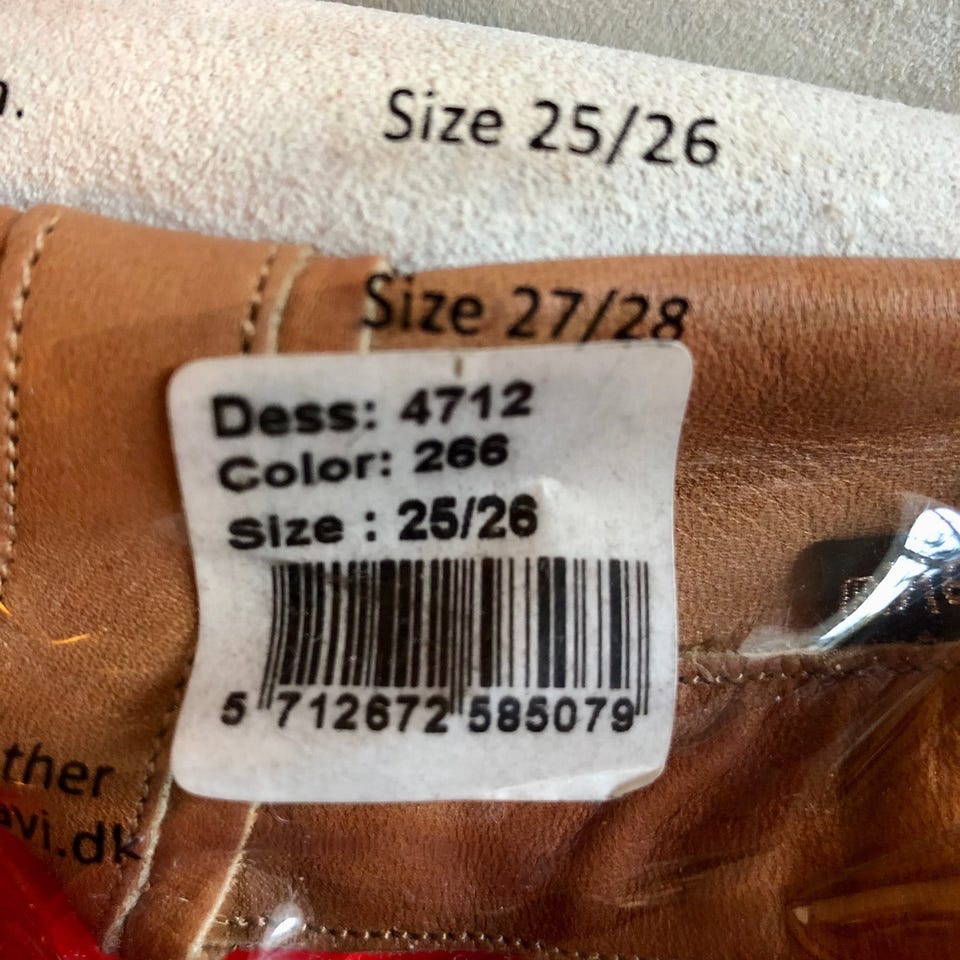 Size 25/26
Size 27/28
Dess: 4712
Color: 266
Size : 25/26
5 712672 585079
ther
avi.dk